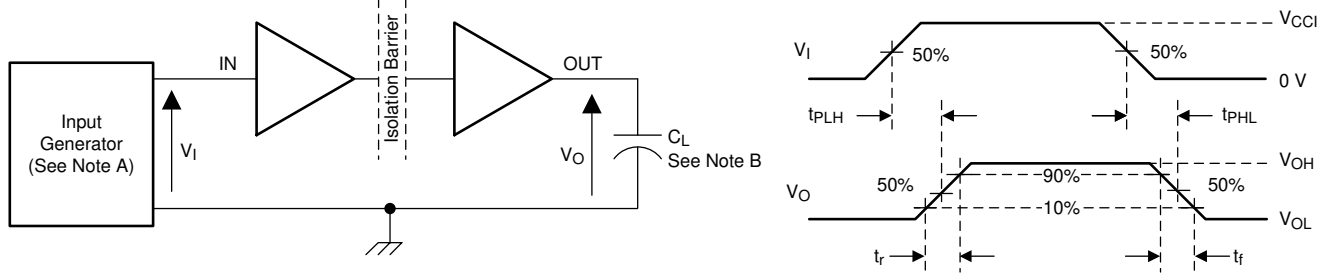 Input
Generator
(See Note A)
V_I
IN
Isolation Barrier
OUT
V_O
C_L
See Note B
V_I
50%
50%
V_CCI
0 V
t_PLH
t_PHL
V_O
50%
90%
10%
50%
V_OH
V_OL
t_r
t_f